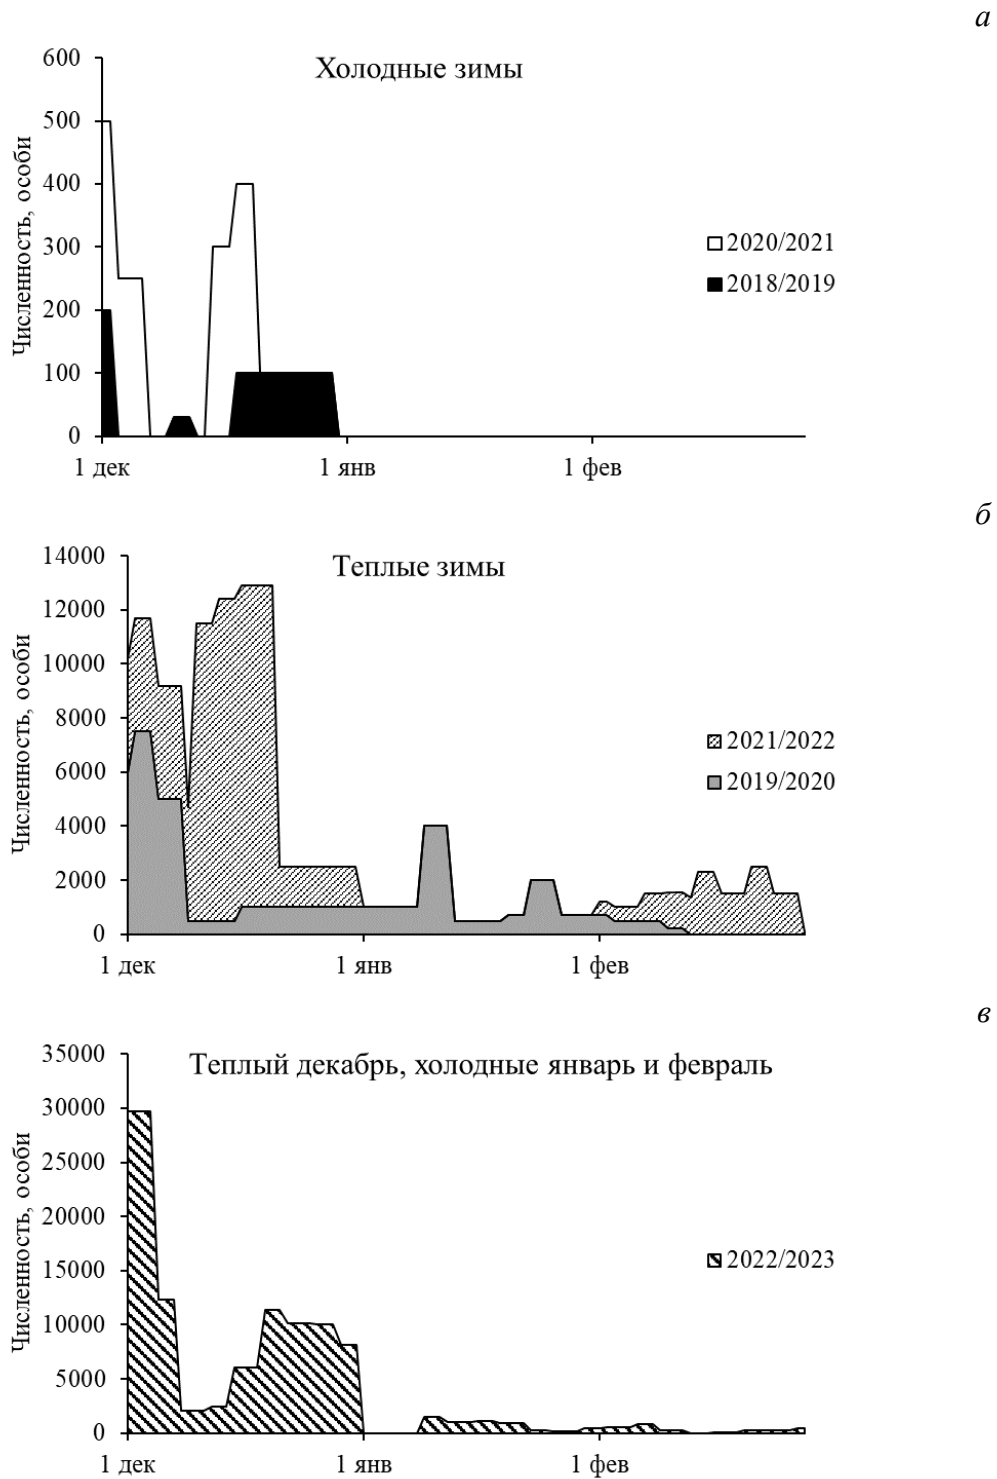 а
Холодные зимы
600
500
400
300
200
100
0
Численность, особи
1 дек
1 янв
1 фев
2020/2021
2018/2019
б
Теплые зимы
14000
12000
10000
8000
6000
4000
2000
0
Численность, особи
1 дек
1 янв
1 фев
2021/2022
2019/2020
в
Теплый декабрь, холодные январь и февраль
35000
30000
25000
20000
15000
10000
5000
0
Численность, особи
1 дек
1 янв
1 фев
2022/2023